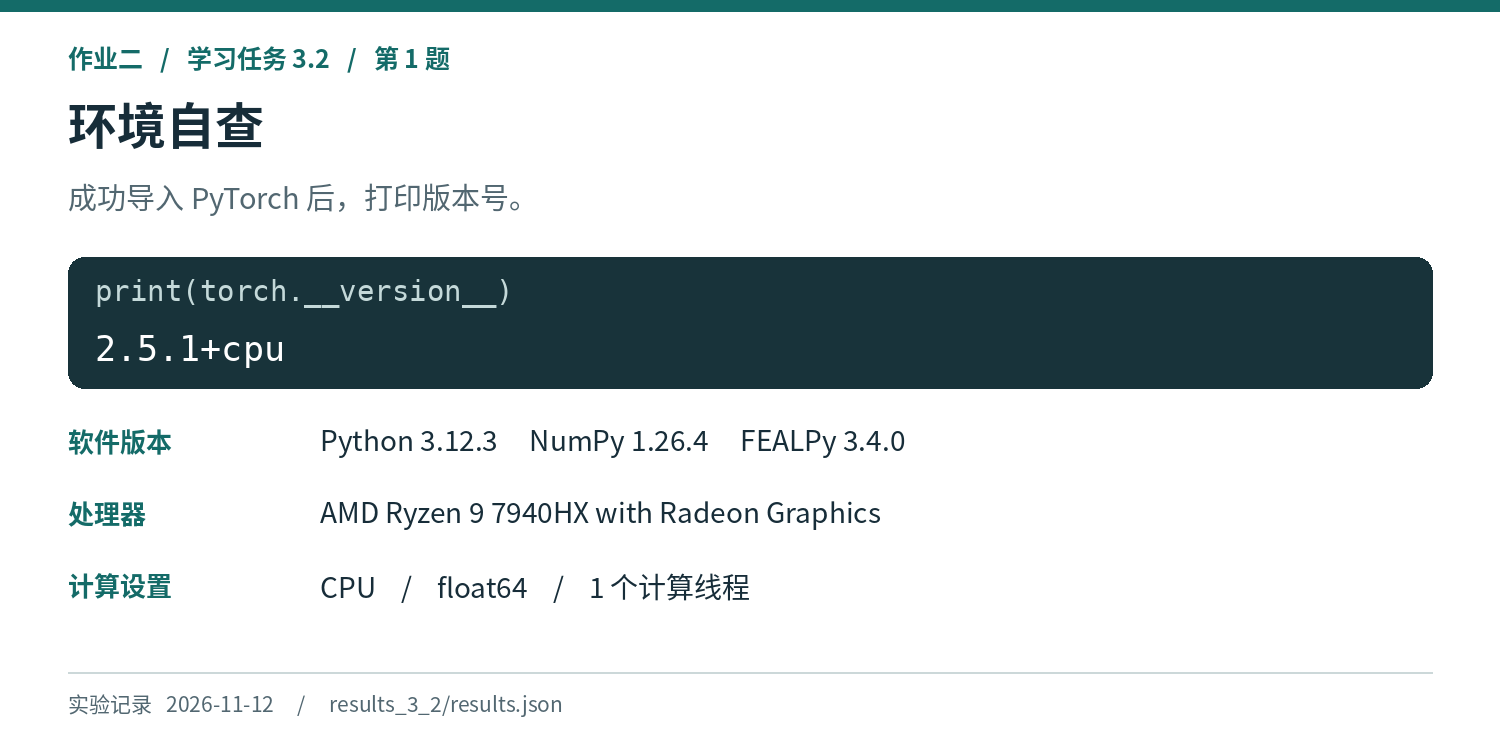 作业二 / 学习任务 3.2 / 第 1 题
环境自查
成功导入 PyTorch 后，打印版本号。
print(torch.__version__)
2.5.1+cpu
软件版本 Python 3.12.3 NumPy 1.26.4 FEALPy 3.4.0
处理器 AMD Ryzen 9 7940HX with Radeon Graphics
计算设置 CPU / float64 / 1 个计算线程
实验记录 2026-11-12 / results_3_2/results.json